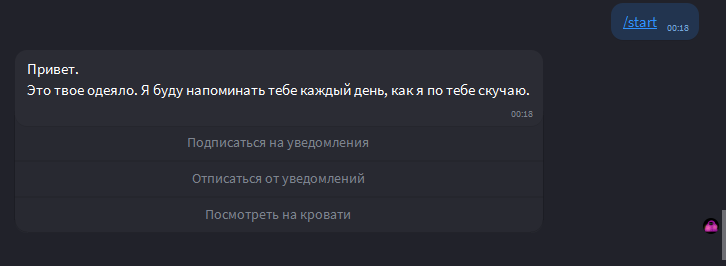 /start 00:18
Привет.
Это твое одеяло. Я буду напоминать тебе каждый день, как я по тебе скучаю.
00:18
Подписаться на уведомления
Отписаться от уведомлений
Посмотреть на кровати